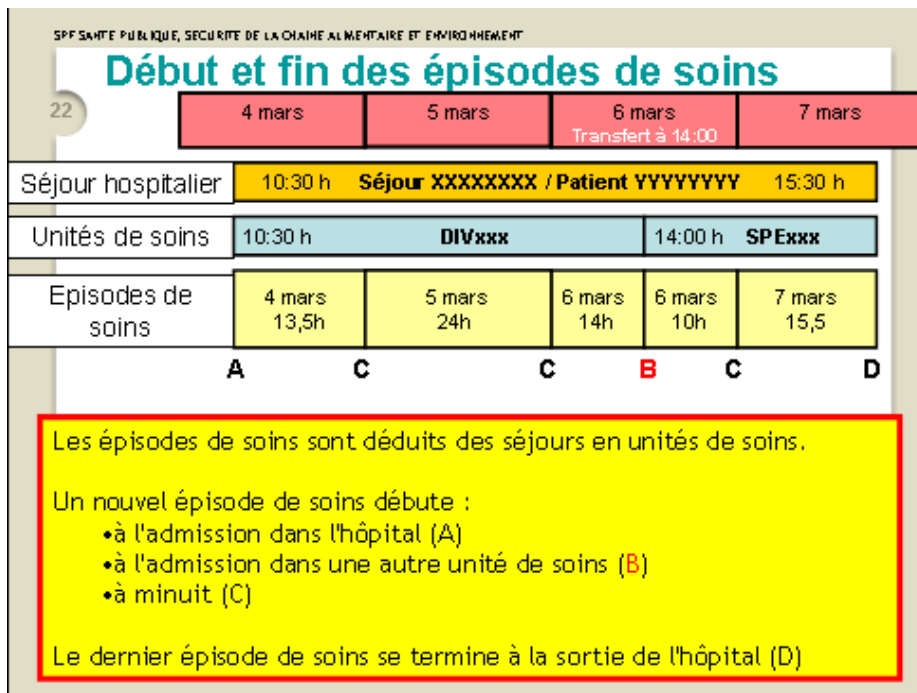 SPF SANTE PUBLIQUE, SECURITE DE LA CHAINE ALIMENTAIRE ET ENVIRONNEMENT
Début et fin des épisodes de soins
22
4 mars 5 mars 6 mars 7 mars
Transfert à 14:00
Séjour hospitalier 10:30 h Séjour XXXXXXXX / Patient YYYYYYYY 15:30 h
Unités de soins 10:30 h DIVxxx 14:00 h SPExxx
Episodes de 4 mars 5 mars 6 mars 6 mars 7 mars
soins 13,5h 24h 14h 10h 15,5
A C C B C D
Les épisodes de soins sont déduits des séjours en unités de soins.
Un nouvel épisode de soins débute :
•à l'admission dans l'hôpital (A)
•à l'admission dans une autre unité de soins (B)
•à minuit (C)
Le dernier épisode de soins se termine à la sortie de l'hôpital (D)